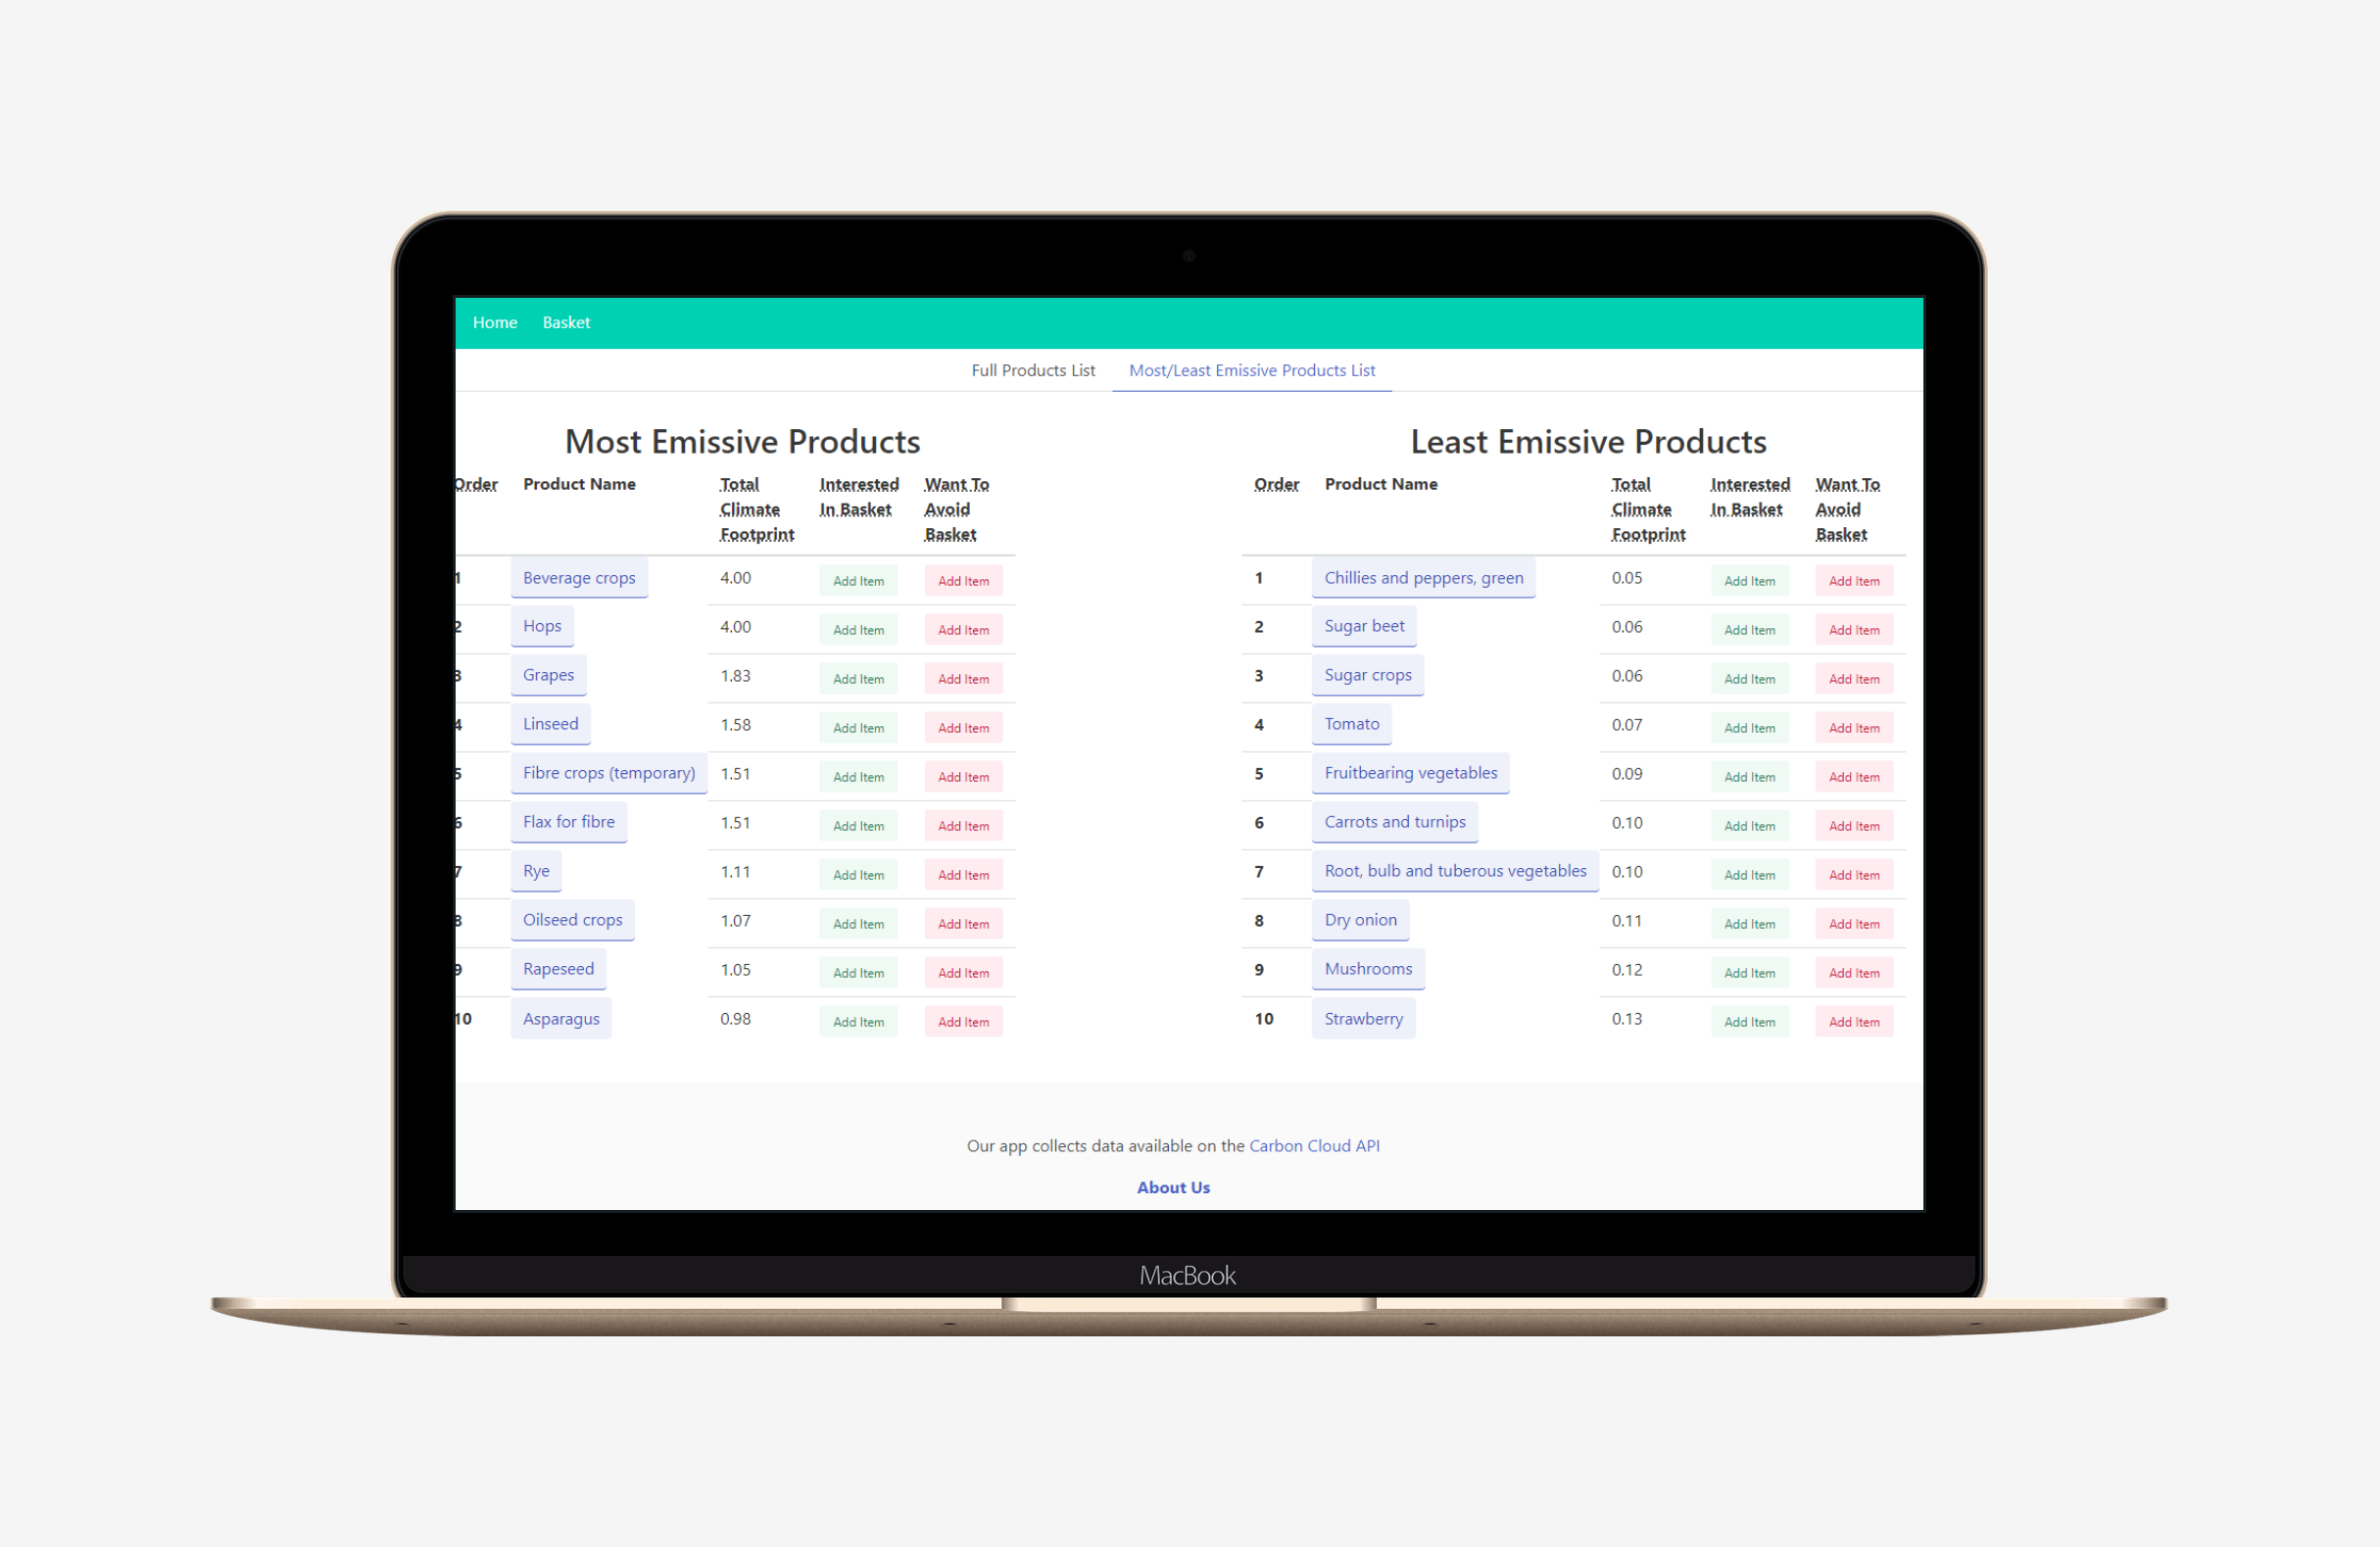 Home Basket
Full Products List Most/Least Emissive Products List
Most Emissive Products
Order Product Name Total Climate Footprint Interested In Basket Want To Avoid Basket
1 Beverage crops 4.00 Add Item Add Item
2 Hops 4.00 Add Item Add Item
3 Grapes 1.83 Add Item Add Item
4 Linseed 1.58 Add Item Add Item
5 Fibre crops (temporary) 1.51 Add Item Add Item
6 Flax for fibre 1.51 Add Item Add Item
7 Rye 1.11 Add Item Add Item
8 Oilseed crops 1.07 Add Item Add Item
9 Rapeseed 1.05 Add Item Add Item
10 Asparagus 0.98 Add Item Add Item
Least Emissive Products
Order Product Name Total Climate Footprint Interested In Basket Want To Avoid Basket
1 Chillies and peppers, green 0.05 Add Item Add Item
2 Sugar beet 0.06 Add Item Add Item
3 Sugar crops 0.06 Add Item Add Item
4 Tomato 0.07 Add Item Add Item
5 Fruitbearing vegetables 0.09 Add Item Add Item
6 Carrots and turnips 0.10 Add Item Add Item
7 Root, bulb and tuberous vegetables 0.10 Add Item Add Item
8 Dry onion 0.11 Add Item Add Item
9 Mushrooms 0.12 Add Item Add Item
10 Strawberry 0.13 Add Item Add Item
Our app collects data available on the Carbon Cloud API
About Us
MacBook